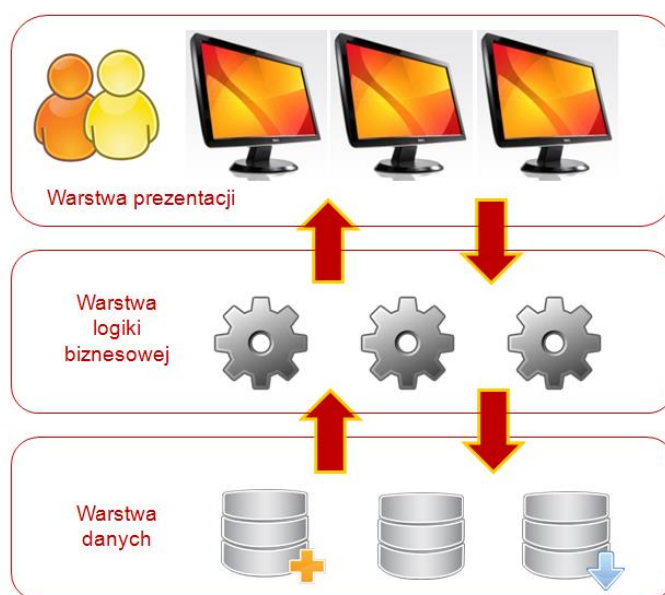 Warstwa prezentacji
Warstwa
logiki
biznesowej
Warstwa
danych